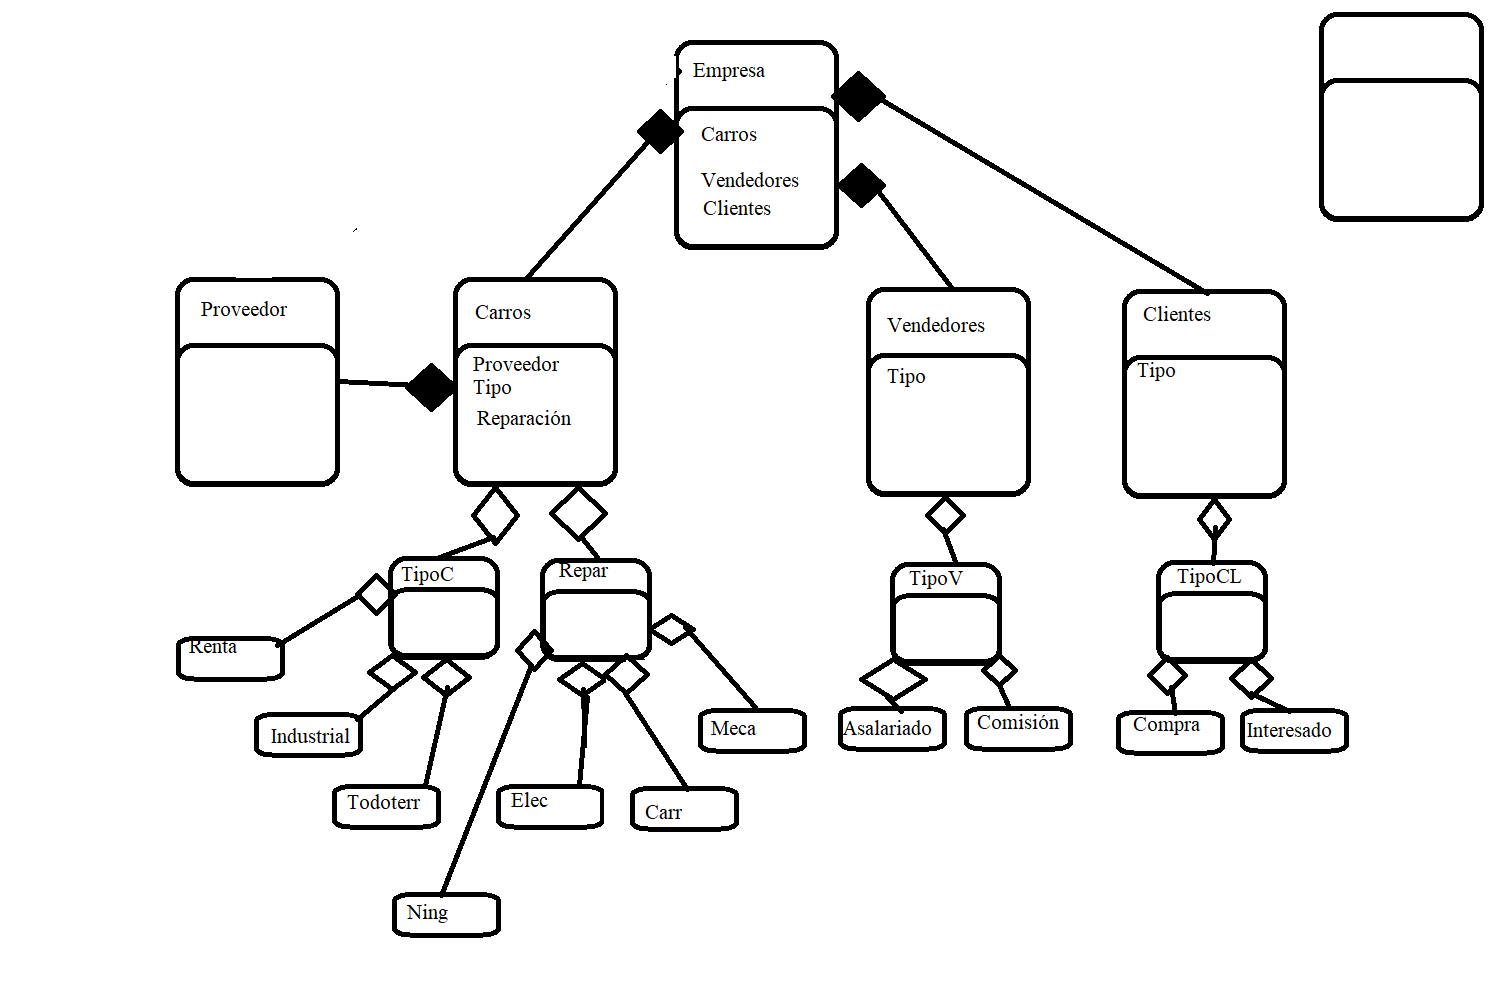 Empresa
Carros
Vendedores
Clientes
Proveedor
Carros
Proveedor
Tipo
Reparación
Vendedores
Tipo
Clientes
Tipo
TipoC
Repar
TipoV
TipoCL
Renta
Industrial
Todoterr
Ning
Elec
Carr
Meca
Asalariado
Comisión
Compra
Interesado